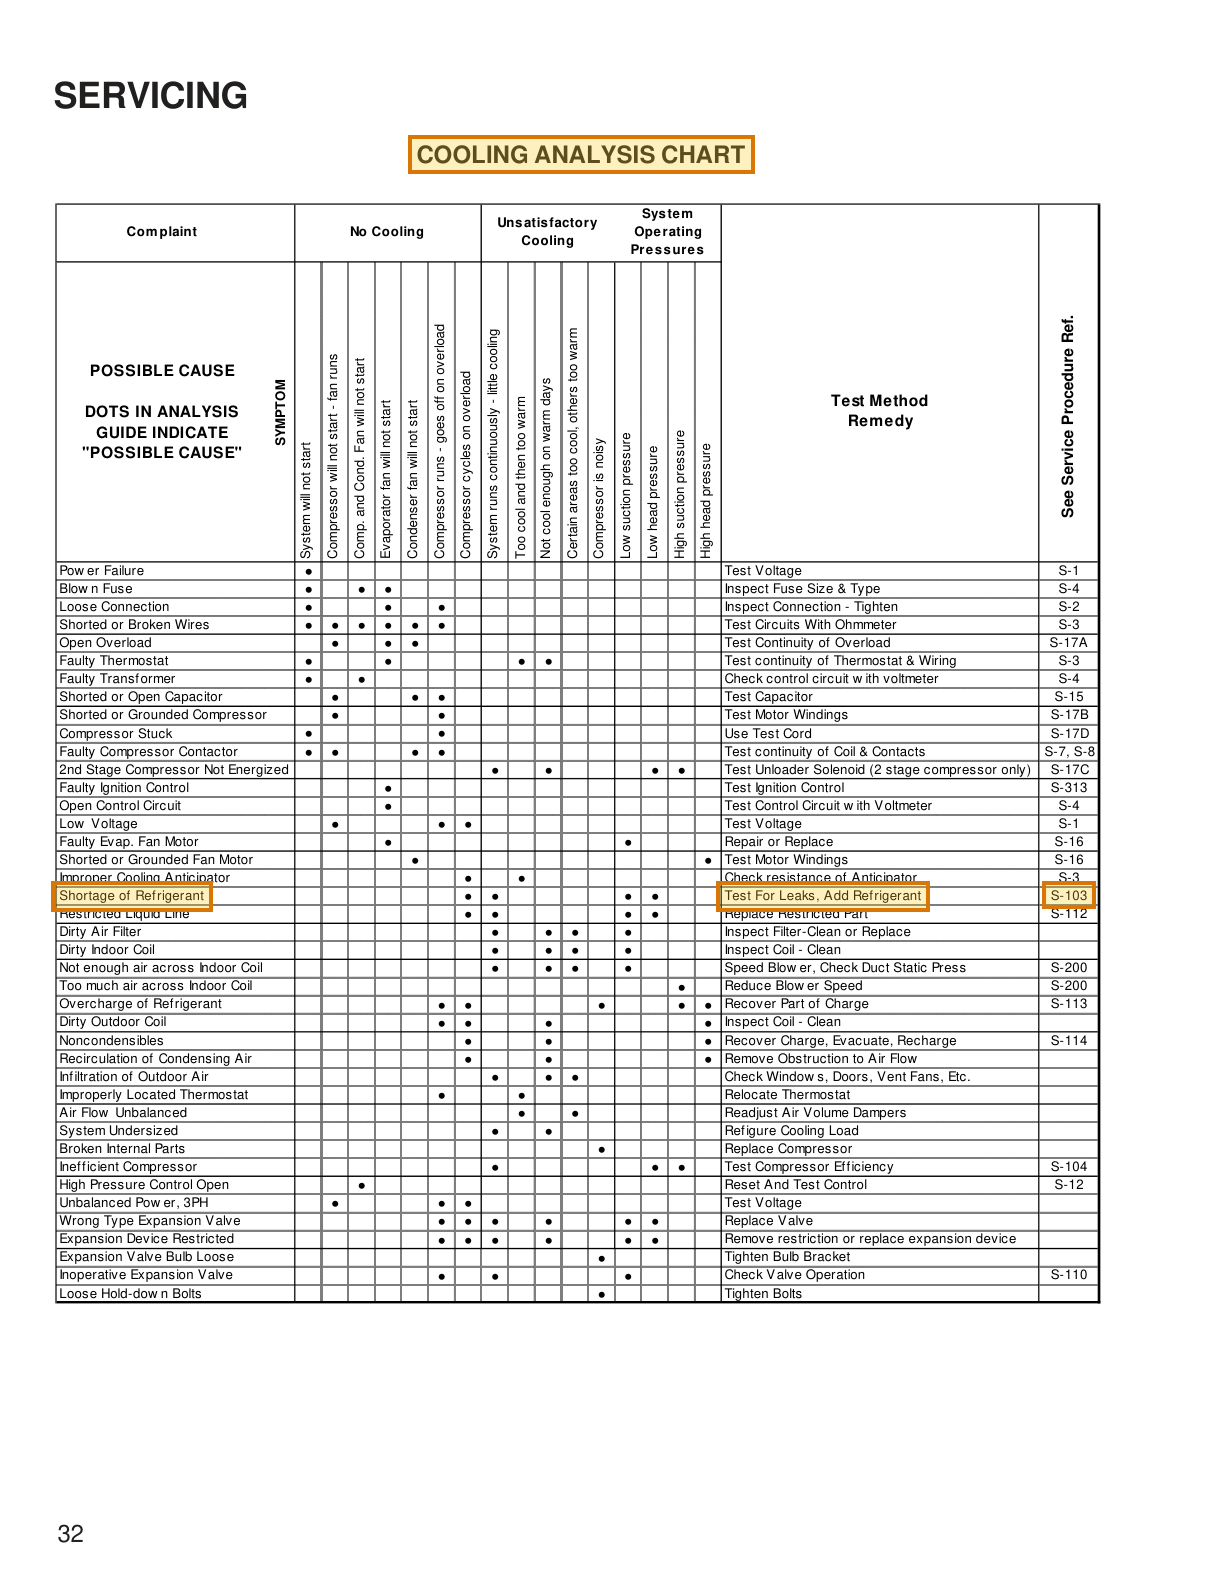 SERVICING
COOLING ANALYSIS CHART
Complaint
No Cooling
Unsatisfactory
Cooling
System
Operating
Pressures
POSSIBLE CAUSE
DOTS IN ANALYSIS
GUIDE INDICATE
"POSSIBLE CAUSE"
SYMPTOM
System will not start
Compressor will not start - fan runs
Comp. and Cond. Fan will not start
Evaporator fan will not start
Condenser fan will not start
Compressor runs - goes off on overload
Compressor cycles on overload
System runs continuously - little cooling
Too cool and then too warm
Not cool enough on warm days
Certain areas too cool, others too warm
Compressor is noisy
Low suction pressure
Low head pressure
High suction pressure
High head pressure
Test Method
Remedy
See Service Procedure Ref.
Power Failure ● Test Voltage S-1
Blown Fuse ● ● ● Inspect Fuse Size & Type S-4
Loose Connection ● ● ● Inspect Connection - Tighten S-2
Shorted or Broken Wires ● ● ● ● ● ● Test Circuits With Ohmmeter S-3
Open Overload ● ● ● Test Continuity of Overload S-17A
Faulty Thermostat ● ● ● ● Test continuity of Thermostat & Wiring S-3
Faulty Transformer ● ● Check control circuit with voltmeter S-4
Shorted or Open Capacitor ● ● ● Test Capacitor S-15
Shorted or Grounded Compressor ● ● Test Motor Windings S-17B
Compressor Stuck ● ● Use Test Cord S-17D
Faulty Compressor Contactor ● ● ● ● Test continuity of Coil & Contacts S-7, S-8
2nd Stage Compressor Not Energized ● ● ● ● Test Unloader Solenoid (2 stage compressor only) S-17C
Faulty Ignition Control ● Test Ignition Control S-313
Open Control Circuit ● Test Control Circuit with Voltmeter S-4
Low Voltage ● ● ● Test Voltage S-1
Faulty Evap. Fan Motor ● ● Repair or Replace S-16
Shorted or Grounded Fan Motor ● ● Test Motor Windings S-16
Improper Cooling Anticipator ● ● Check resistance of Anticipator S-3
Shortage of Refrigerant ● ● ● ● Test For Leaks, Add Refrigerant S-103
Restricted Liquid Line ● ● ● ● Replace Restricted Part S-112
Dirty Air Filter ● ● ● ● Inspect Filter-Clean or Replace
Dirty Indoor Coil ● ● ● ● Inspect Coil - Clean
Not enough air across Indoor Coil ● ● ● ● Speed Blower, Check Duct Static Press S-200
Too much air across Indoor Coil ● Reduce Blower Speed S-200
Overcharge of Refrigerant ● ● ● ● ● Recover Part of Charge S-113
Dirty Outdoor Coil ● ● ● ● Inspect Coil - Clean
Noncondensibles ● ● ● Recover Charge, Evacuate, Recharge S-114
Recirculation of Condensing Air ● ● ● Remove Obstruction to Air Flow
Infiltration of Outdoor Air ● ● ● Check Windows, Doors, Vent Fans, Etc.
Improperly Located Thermostat ● ● Relocate Thermostat
Air Flow Unbalanced ● ● Readjust Air Volume Dampers
System Undersized ● ● Refigure Cooling Load
Broken Internal Parts ● Replace Compressor
Inefficient Compressor ● ● ● Test Compressor Efficiency S-104
High Pressure Control Open ● Reset And Test Control S-12
Unbalanced Power, 3PH ● ● ● Test Voltage
Wrong Type Expansion Valve ● ● ● ● ● ● Replace Valve
Expansion Device Restricted ● ● ● ● ● ● Remove restriction or replace expansion device
Expansion Valve Bulb Loose ● Tighten Bulb Bracket
Inoperative Expansion Valve ● ● ● Check Valve Operation S-110
Loose Hold-down Bolts ● Tighten Bolts
32